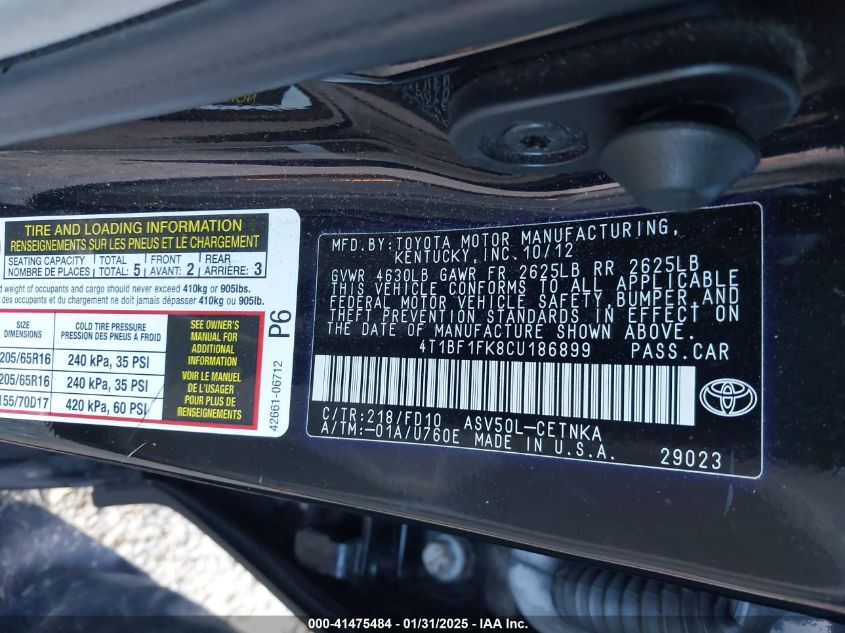 TIRE AND LOADING INFORMATION
RENSEIGNEMENTS SUR LES PNEUS ET LE CHARGEMENT
SEATING CAPACITY TOTAL: 5 FRONT AVANT: 2 REAR ARRIERE: 3
NOMBRE DE PLACES
d weight of occupants and cargo should never exceed 410kg or 905lbs.
des occupants et du chargement ne doit jamais dépasser 410kg ou 905lb.
SIZE DIMENSIONS
COLD TIRE PRESSURE
PRESSION DES PNEUS À FROID
205/65R16 240 kPa, 35 PSI
205/65R16 240 kPa, 35 PSI
155/70D17 420 kPa, 60 PSI
SEE OWNER'S
MANUAL FOR
ADDITIONAL
INFORMATION
VOIR LE MANUEL
DE L'USAGER
POUR PLUS DE
RENSEIGNEMENTS
P6
42661-06712
MFD. BY: TOYOTA MOTOR MANUFACTURING,
KENTUCKY, INC. 10/12
GVWR 4630LB GAWR FR 2625LB RR 2625LB
THIS VEHICLE CONFORMS TO ALL APPLICABLE
FEDERAL MOTOR VEHICLE SAFETY, BUMPER, AND
THEFT PREVENTION STANDARDS IN EFFECT ON
THE DATE OF MANUFACTURE SHOWN ABOVE.
4T1BF1FK8CU186899 PASS.CAR
C/TR:218/FD10 ASV50L-CETNKA
A/TM:-01A/U760E MADE IN U.S.A.
29023
000-41475484 - 01/31/2025 - IAA Inc.